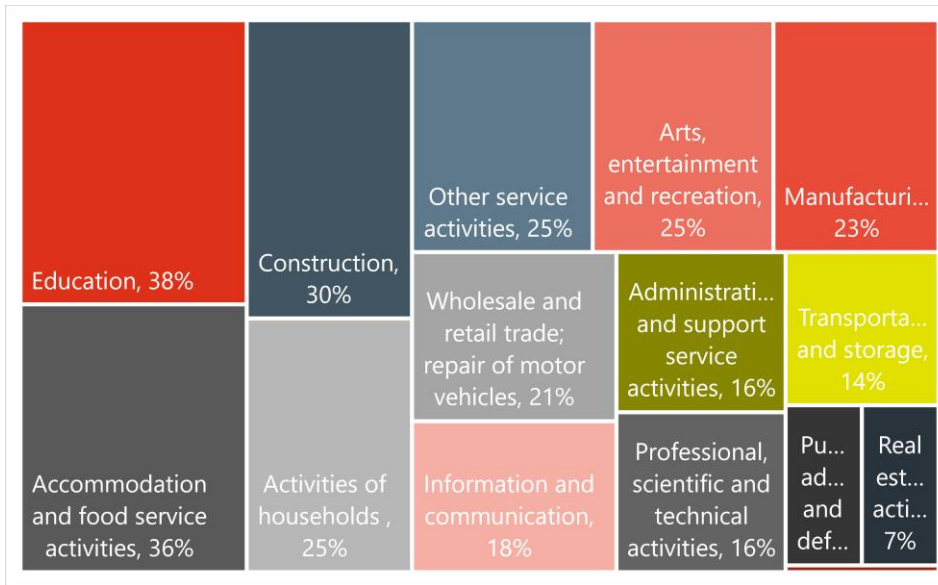 Education, 38%
Accommodation
and food service
activities, 36%
Construction,
30%
Activities of
households ,
25%
Other service
activities, 25%
Arts,
entertainment
and recreation,
25%
Manufacturi...
23%
Wholesale and
retail trade;
repair of motor
vehicles, 21%
Information and
communication,
18%
Administrati...
and support
service
activities, 16%
Professional,
scientific and
technical
activities, 16%
Transporta...
and storage,
14%
Pu...
ad...
and
def...
Real
est...
acti...
7%